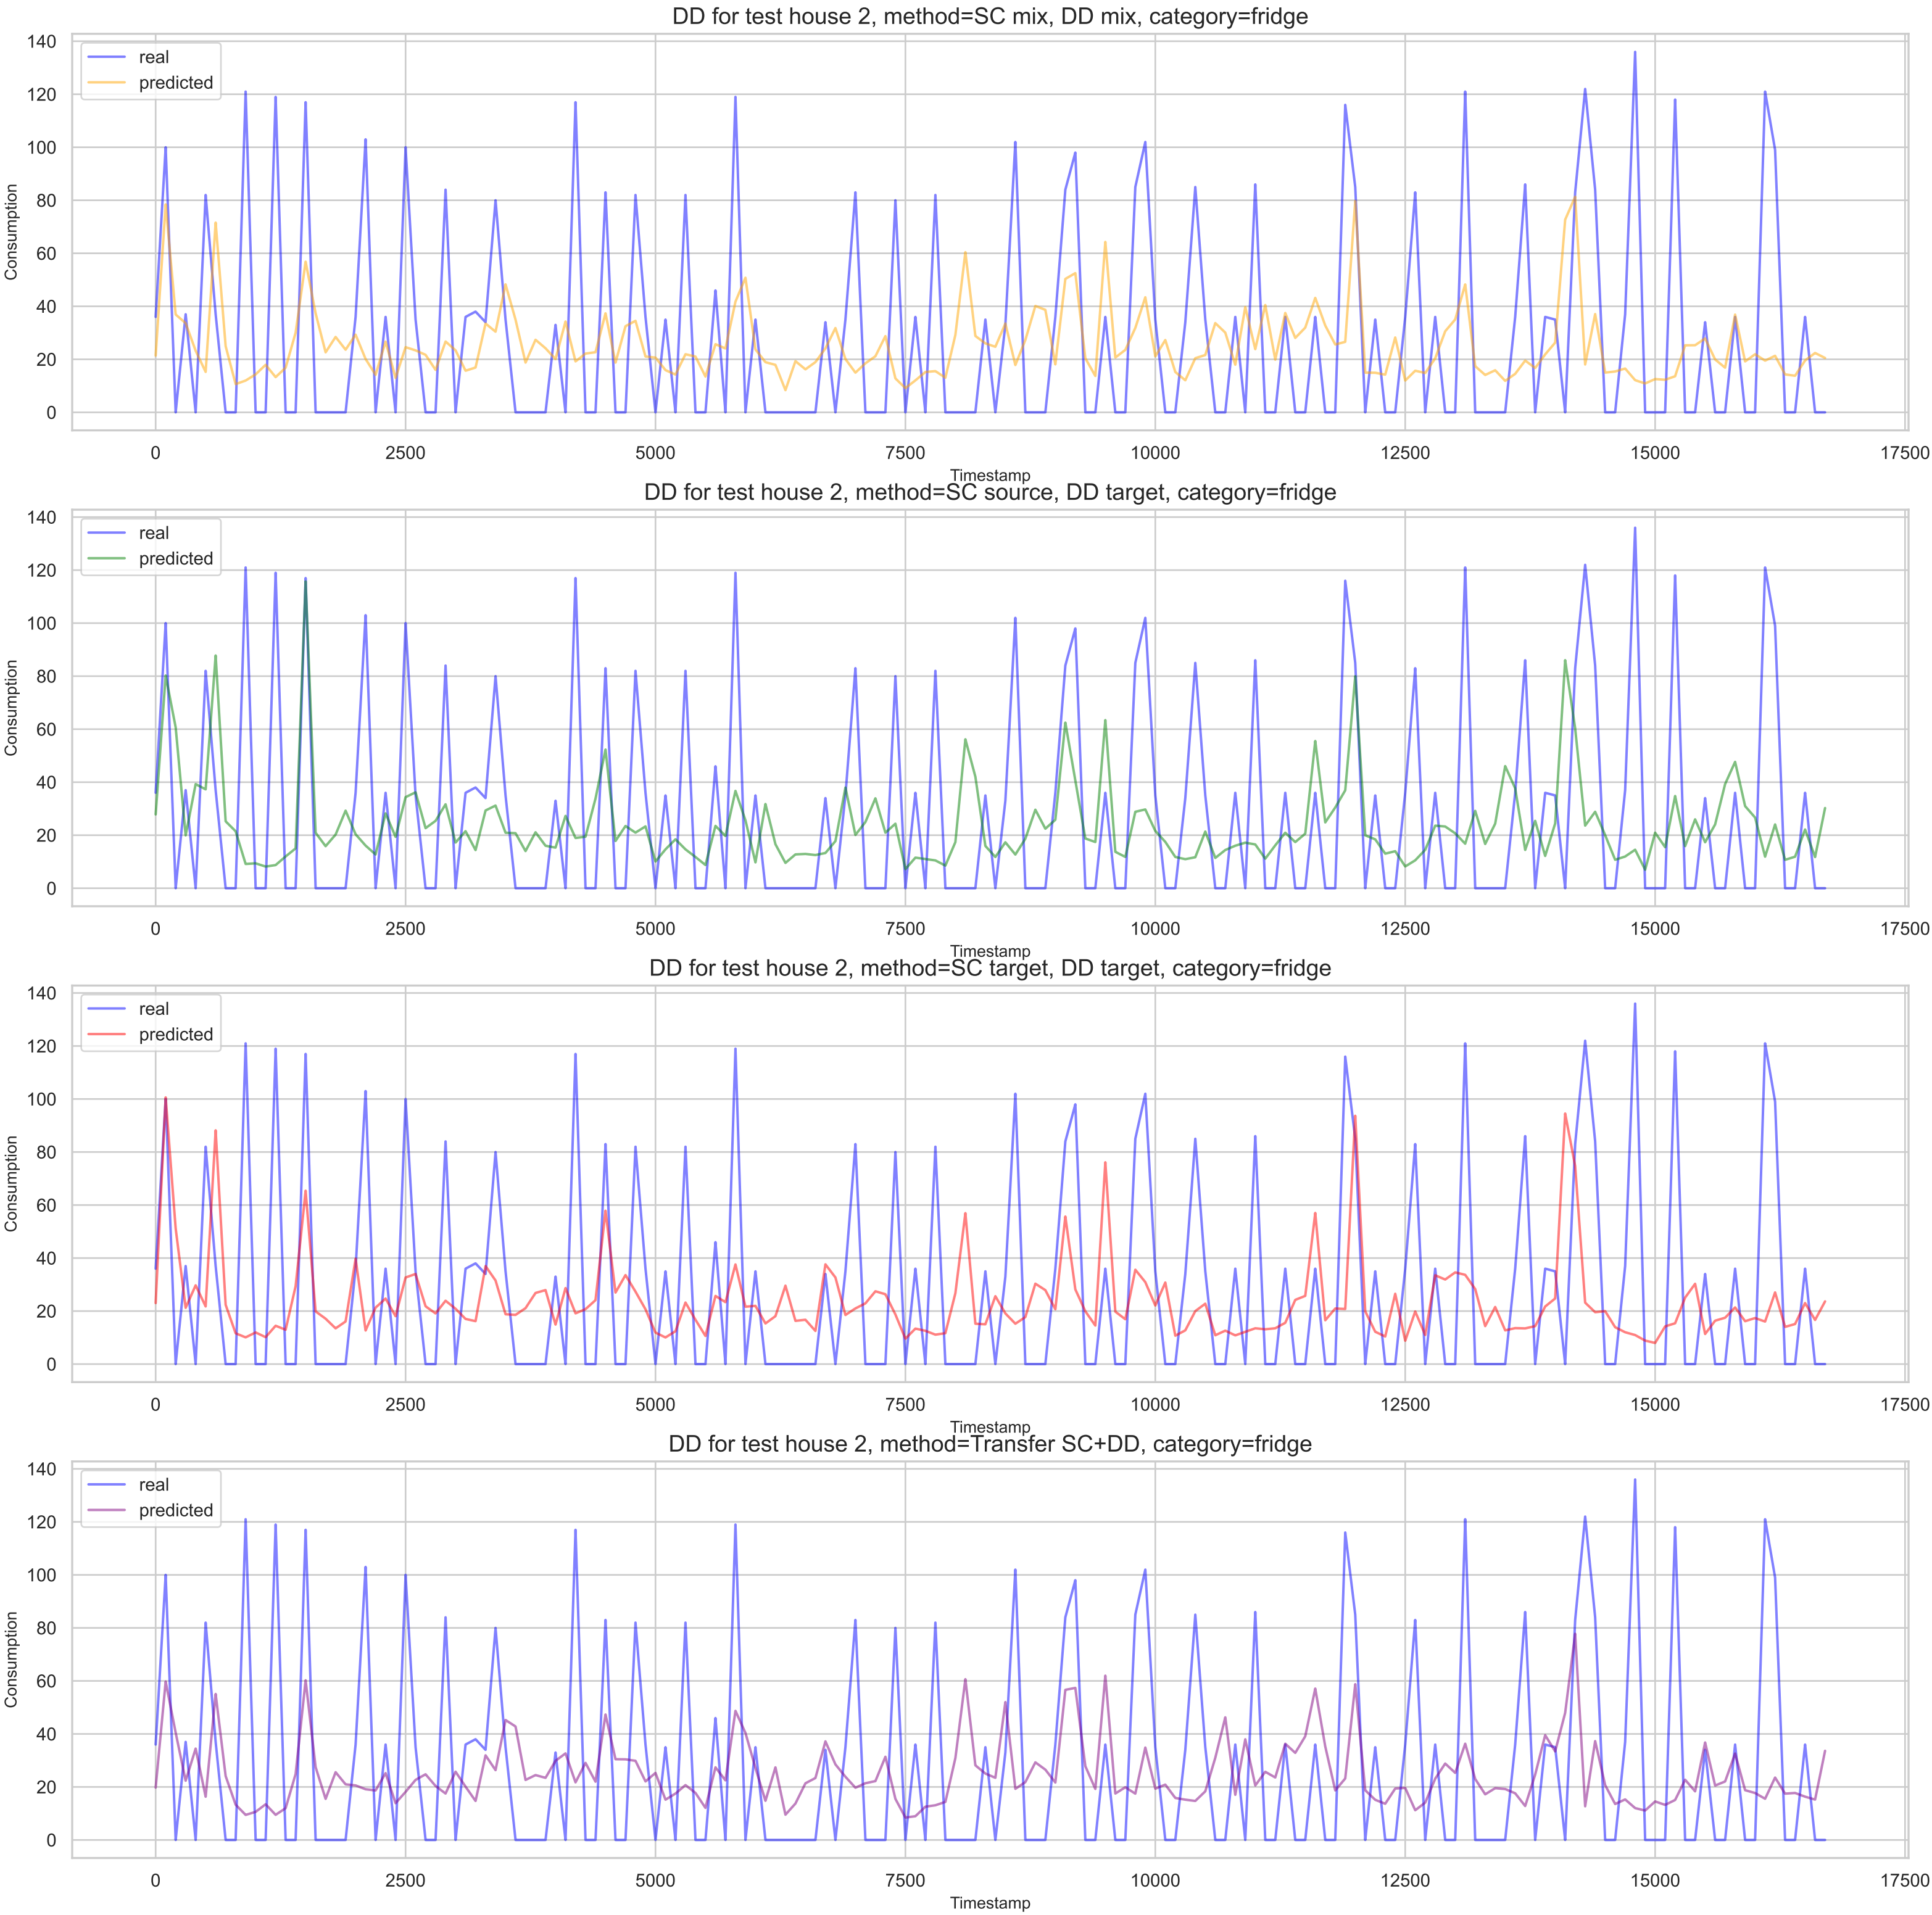 DD for test house 2, method=SC mix, DD mix, category=fridge
real
predicted
140
120
100
80
60
40
20
0
Consumption
0 2500 5000 7500 10000 12500 15000 17500
Timestamp
DD for test house 2, method=SC source, DD target, category=fridge
real
predicted
140
120
100
80
60
40
20
0
Consumption
0 2500 5000 7500 10000 12500 15000 17500
Timestamp
DD for test house 2, method=SC target, DD target, category=fridge
real
predicted
140
120
100
80
60
40
20
0
Consumption
0 2500 5000 7500 10000 12500 15000 17500
Timestamp
DD for test house 2, method=Transfer SC+DD, category=fridge
real
predicted
140
120
100
80
60
40
20
0
Consumption
0 2500 5000 7500 10000 12500 15000 17500
Timestamp